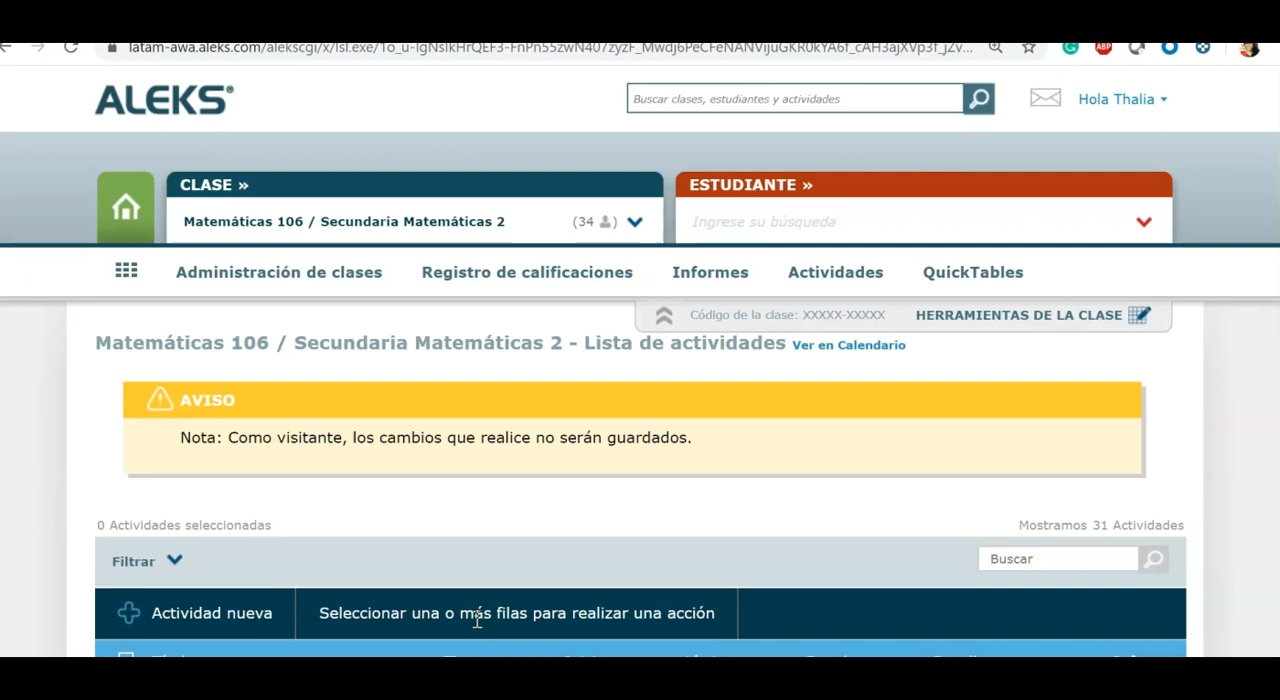 ALEKS®
Buscar clases, estudiantes y actividades
Hola Thalia
CLASE »
ESTUDIANTE »
Matemáticas 106 / Secundaria Matemáticas 2 (34 )
Ingrese su búsqueda
Administración de clases Registro de calificaciones Informes Actividades QuickTables
Código de la clase: XXXXX-XXXXX HERRAMIENTAS DE LA CLASE
Matemáticas 106 / Secundaria Matemáticas 2 - Lista de actividades Ver en Calendario
AVISO
Nota: Como visitante, los cambios que realice no serán guardados.
0 Actividades seleccionadas
Mostramos 31 Actividades
Filtrar
Buscar
Actividad nueva
Seleccionar una o más filas para realizar una acción